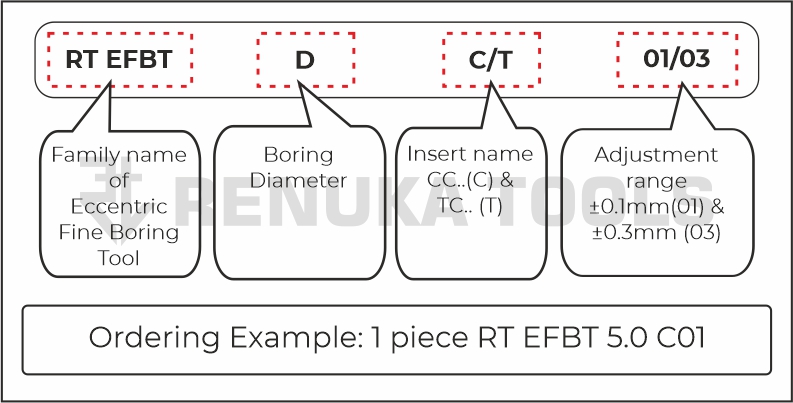 RT EFBT D C/T 01/03
Family name
of
Eccentric
Fine Boring
Tool
Boring
Diameter
Insert name
CC..(C) &
TC.. (T)
Adjustment
range
±0.1mm(01) &
±0.3mm (03)
RENUKA TOOLS
Ordering Example: 1 piece RT EFBT 5.0 C01